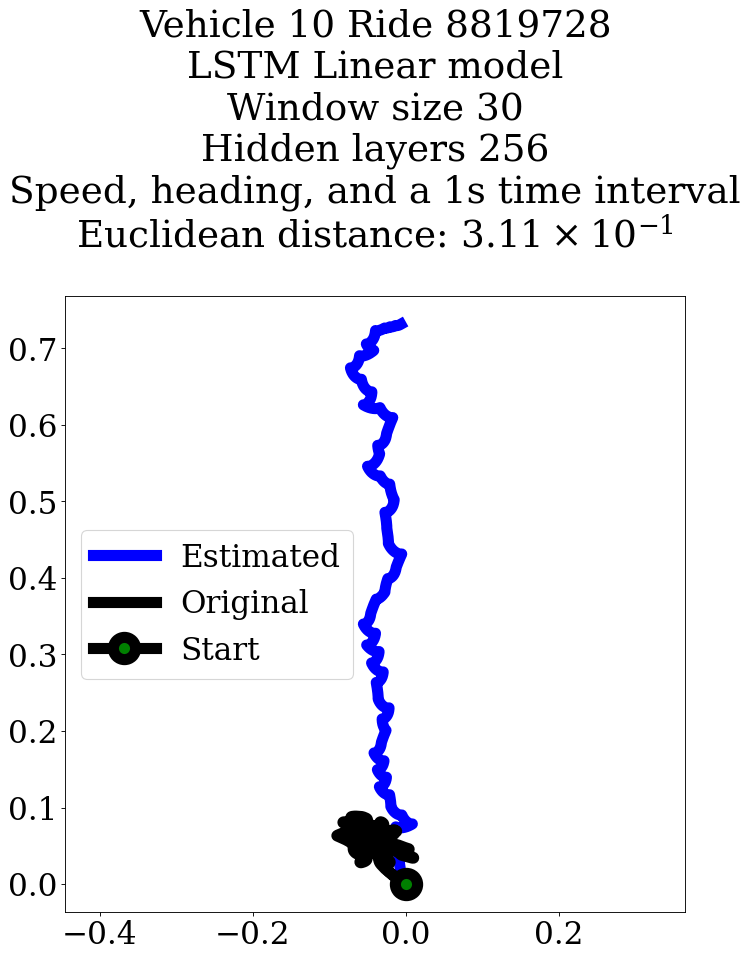 Vehicle 10 Ride 8819728
LSTM Linear model
Window size 30
Hidden layers 256
Speed, heading, and a 1s time interval
Euclidean distance: 3.11 × 10⁻¹
0.7
0.6
0.5
0.4
0.3
0.2
0.1
0.0
Estimated
Original
Start
−0.4 −0.2 0.0 0.2